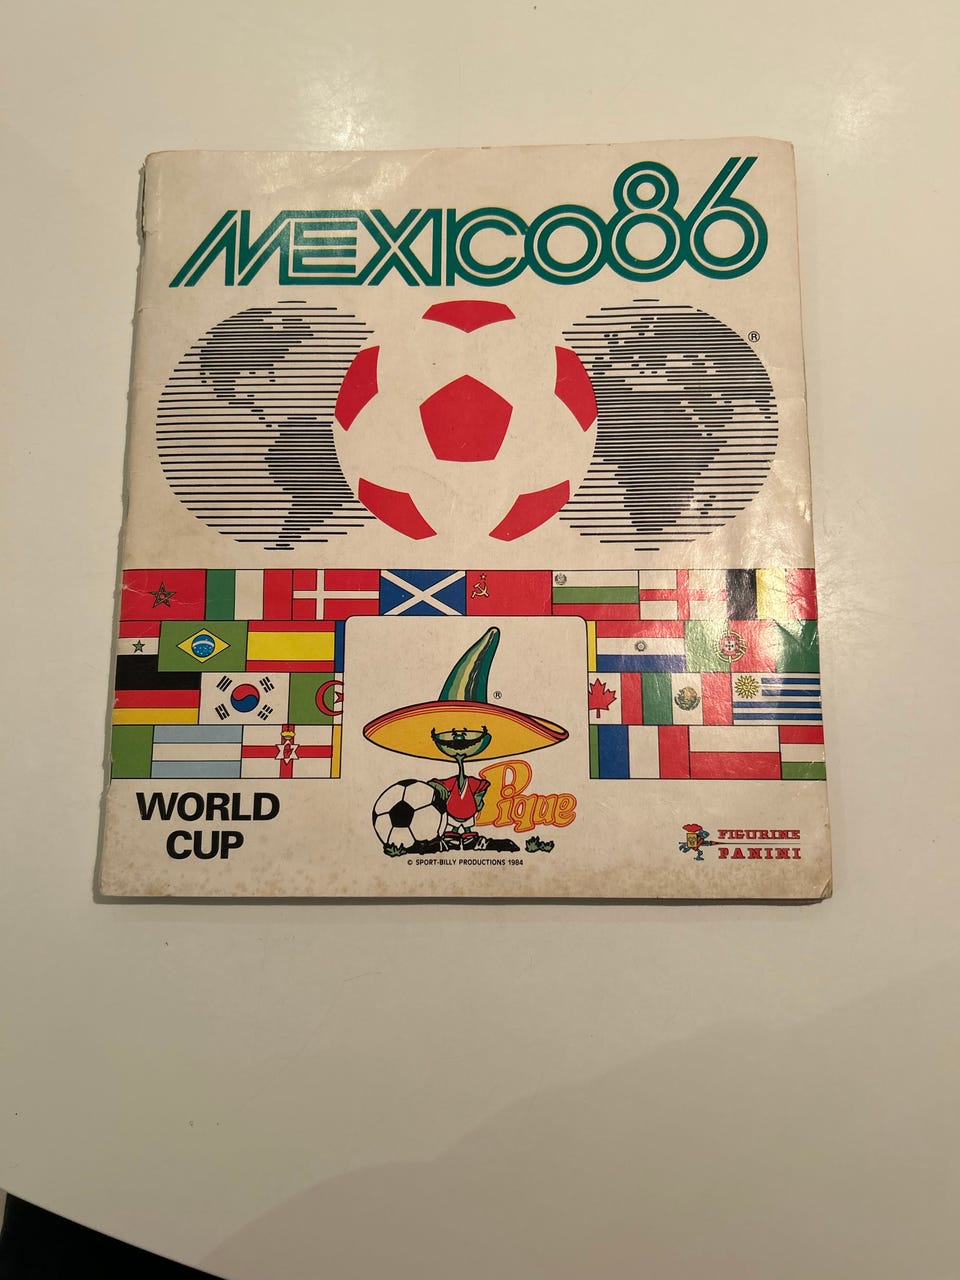 MEXICO86
®
®
Pique
WORLD
CUP
FIGURINE
PANINI
© SPORT-BILLY PRODUCTIONS 1984